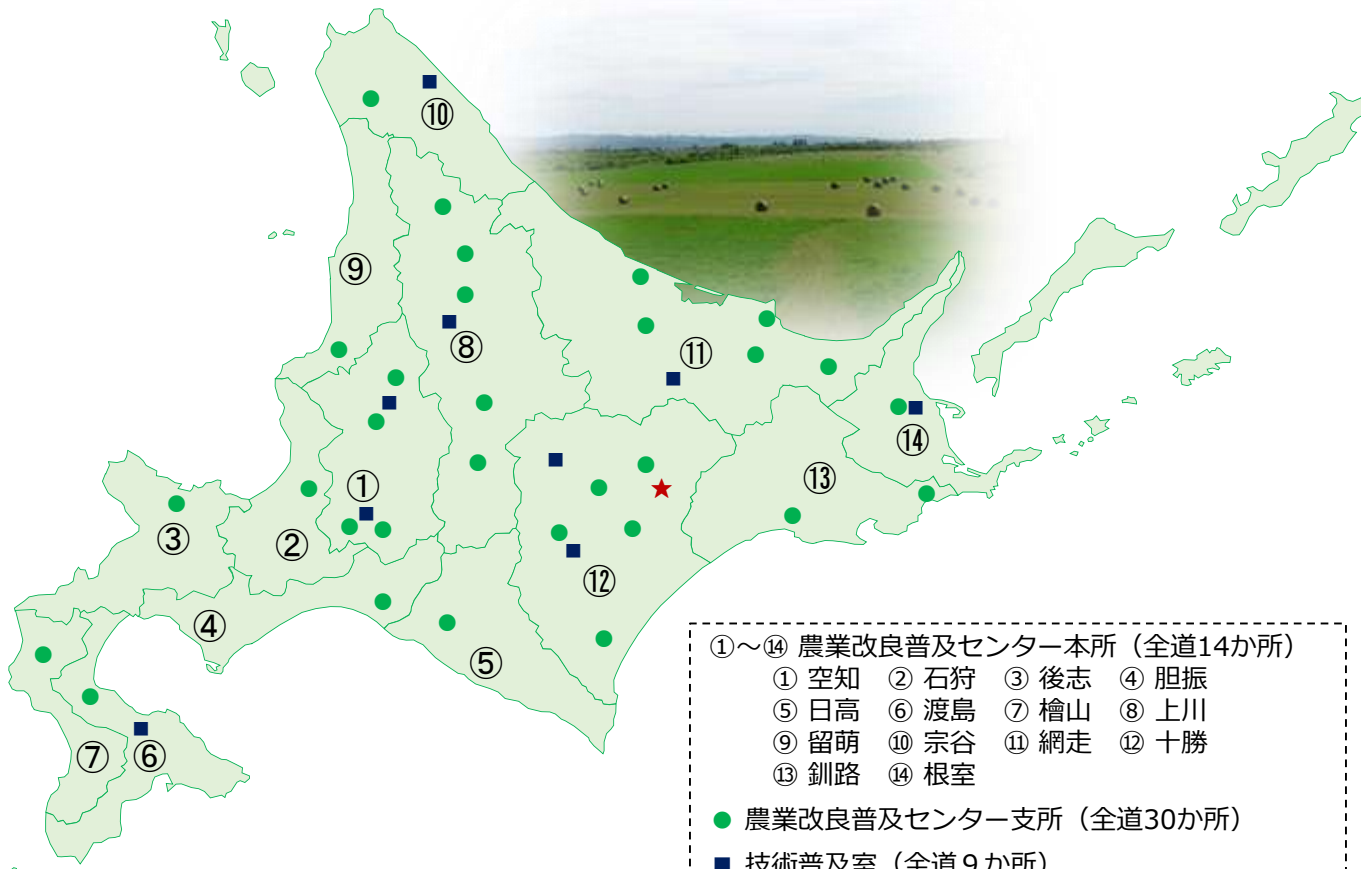 ⑩
⑨
⑧
⑪
⑭
①
⑬
③
②
⑫
④
⑤
⑦
⑥
①～⑭ 農業改良普及センター本所（全道14か所）
① 空知 ② 石狩 ③ 後志 ④ 胆振
⑤ 日高 ⑥ 渡島 ⑦ 檜山 ⑧ 上川
⑨ 留萌 ⑩ 宗谷 ⑪ 網走 ⑫ 十勝
⑬ 釧路 ⑭ 根室
● 農業改良普及センター支所（全道30か所）
■ 技術普及室（全道９か所）